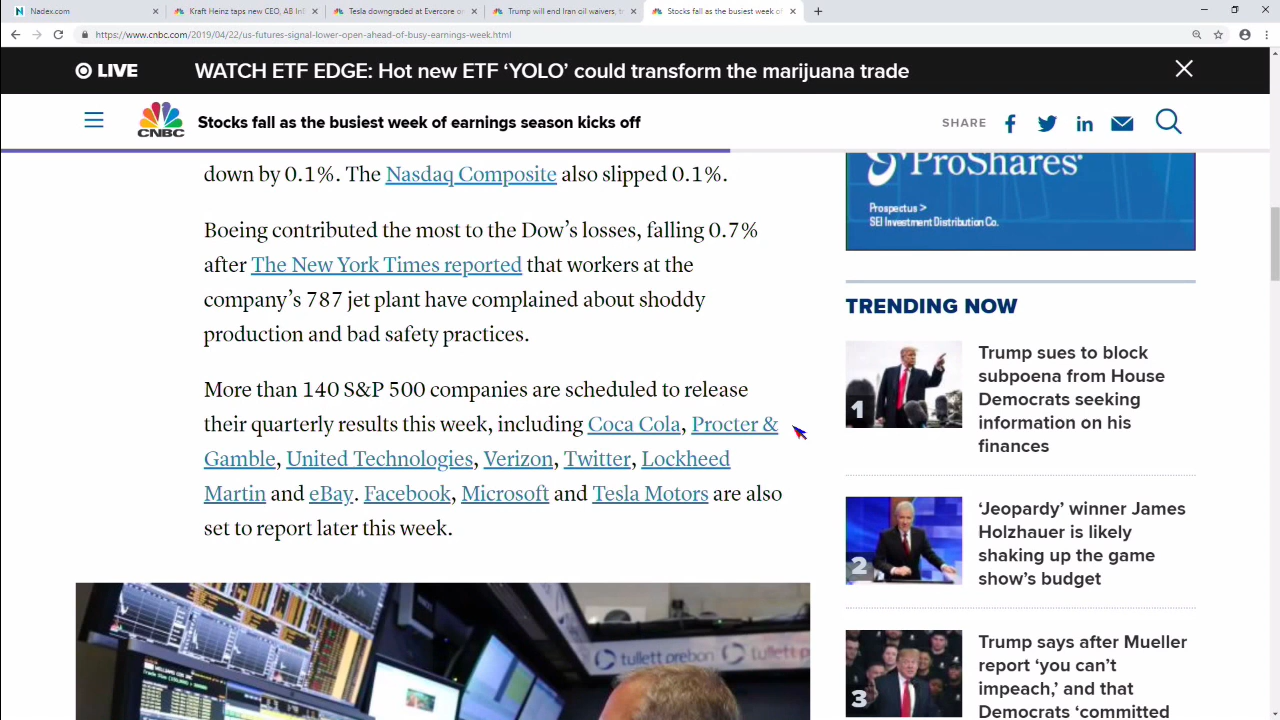 Nadex.com
Kraft Heinz taps new CEO, AB In
Tesla downgraded at Evercore o
Trump will end Iran oil waivers, t
Stocks fall as the busiest week o
https://www.cnbc.com/2019/04/22/us-futures-signal-lower-open-ahead-of-busy-earnings-week.html
LIVE
WATCH ETF EDGE: Hot new ETF ‘YOLO’ could transform the marijuana trade
CNBC
Stocks fall as the busiest week of earnings season kicks off
SHARE
down by 0.1%. The Nasdaq Composite also slipped 0.1%.
Boeing contributed the most to the Dow’s losses, falling 0.7%
after The New York Times reported that workers at the
company’s 787 jet plant have complained about shoddy
production and bad safety practices.
More than 140 S&P 500 companies are scheduled to release
their quarterly results this week, including Coca Cola, Procter &
Gamble, United Technologies, Verizon, Twitter, Lockheed
Martin and eBay. Facebook, Microsoft and Tesla Motors are also
set to report later this week.
tullett prebon
tullett p
ProShares
Prospectus >
SEI Investment Distribution Co.
TRENDING NOW
1
Trump sues to block
subpoena from House
Democrats seeking
information on his
finances
2
‘Jeopardy’ winner James
Holzhauer is likely
shaking up the game
show’s budget
3
Trump says after Mueller
report ‘you can’t
impeach,’ and that
Democrats ‘committed